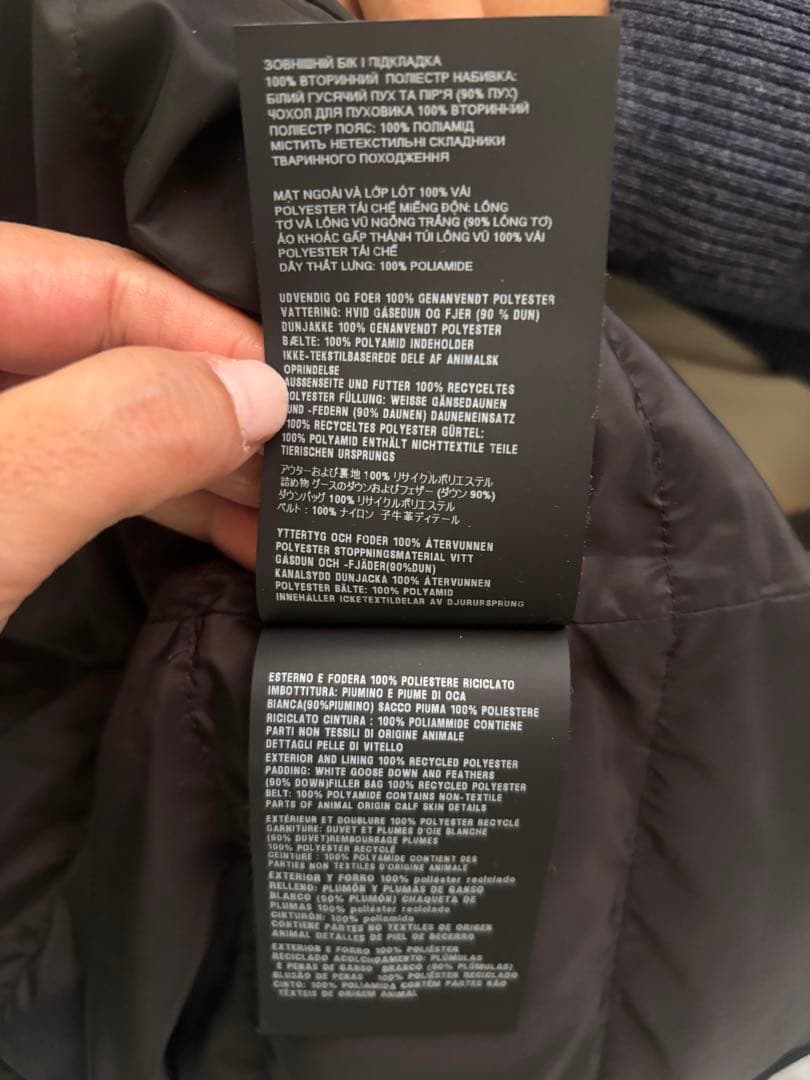 ЗОВНІШНІЙ БІК І ПІДКЛАДКА
100% ВТОРИННИЙ ПОЛІЕСТР НАБИВКА:
БІЛИЙ ГУСЯЧИЙ ПУХ ТА ПІР'Я (90% ПУХ)
ЧОХОЛ ДЛЯ ПУХОВИКА 100% ВТОРИННИЙ
ПОЛІЕСТР ПОЯС: 100% ПОЛІАМІД
МІСТИТЬ НЕТЕКСТИЛЬНІ СКЛАДНИКИ
ТВАРИННОГО ПОХОДЖЕННЯ
MẶT NGOÀI VÀ LỚP LÓT 100% VẢI
POLYESTER TÁI CHẾ MIẾNG ĐỘN: LÔNG
TƠ VÀ LÔNG VŨ NGỖNG TRẮNG (90% LÔNG TƠ)
ÁO KHOÁC GẤP THÀNH TÚI LÔNG VŨ 100% VẢI
POLYESTER TÁI CHẾ
DÂY THẮT LƯNG: 100% POLIAMIDE
UDVENDIG OG FOER 100% GENANVENDT POLYESTER
VATTERING: HVID GÅSEDUN OG FJER (90 % DUN)
DUNJAKKE 100% GENANVENDT POLYESTER
BÆLTE: 100% POLYAMID INDEHOLDER
IKKE-TEKSTILBASEREDE DELE AF ANIMALSK
OPRINDELSE
AUSSENSEITE UND FUTTER 100% RECYCELTES
POLYESTER FÜLLUNG: WEISSE GÄNSEDAUNEN
UND -FEDERN (90% DAUNEN) DAUNENEINSATZ
100% RECYCELTES POLYESTER GÜRTEL:
100% POLYAMID ENTHÄLT NICHTTEXTILE TEILE
TIERISCHEN URSPRUNGS
アウターおよび裏地 100% リサイクルポリエステル
詰め物 グースのダウンおよびフェザー (ダウン 90%)
ダウンバッグ 100% リサイクルポリエステル
ベルト : 100% ナイロン 子牛革ディテール
YTTERTYG OCH FODER 100% ÅTERVUNNEN
POLYESTER STOPPNINGSMATERIAL VITT
GÅSDUN OCH -FJÄDER(90%DUN)
KANALSYDD DUNJACKA 100% ÅTERVUNNEN
POLYESTER BÄLTE: 100% POLYAMID
INNEHÅLLER ICKETEXTILDELAR AV DJURURSPRUNG
ESTERNO E FODERA 100% POLIESTERE RICICLATO
IMBOTTITURA: PIUMINO E PIUME DI OCA
BIANCA(90%PIUMINO) SACCO PIUMA 100% POLIESTERE
RICICLATO CINTURA : 100% POLIAMMIDE CONTIENE
PARTI NON TESSILI DI ORIGINE ANIMALE
DETTAGLI PELLE DI VITELLO
EXTERIOR AND LINING 100% RECYCLED POLYESTER
PADDING: WHITE GOOSE DOWN AND FEATHERS
(90% DOWN)FILLER BAG 100% RECYCLED POLYESTER
BELT: 100% POLYAMIDE CONTAINS NON-TEXTILE
PARTS OF ANIMAL ORIGIN CALF SKIN DETAILS
EXTÉRIEUR ET DOUBLURE 100% POLYESTER RECYCLÉ
GARNITURE: DUVET ET PLUMES D'OIE BLANCHE
(90% DUVET)REMBOURRAGE PLUMES
100% POLYESTER RECYCLÉ
CEINTURE : 100% POLYAMIDE CONTIENT DES
PARTIES NON TEXTILES D'ORIGINE ANIMALE
EXTERIOR Y FORRO 100% poliéster reciclado
RELLENO: PLUMÓN Y PLUMAS DE GANSO
BLANCO (90% PLUMÓN) CHAQUETA DE
PLUMAS 100% poliéster reciclado
CINTURÓN: 100% poliamida
CONTIENE PARTES NO TEXTILES DE ORIGEN
ANIMAL DETALLES DE PIEL DE BECERRO
EXTERIOR E FORRO 100% POLIÉSTER
RECICLADO ACOLCHOAMENTO: PLÚMULAS
E PENAS DE GANSO BRANCO (90% PLÚMULAS)
BLUSÃO DE PENAS 100% POLIÉSTER RECICLADO
CINTO: 100% POLIAMIDA CONTÉM PARTES NÃO
TÊXTEIS DE ORIGEM ANIMAL